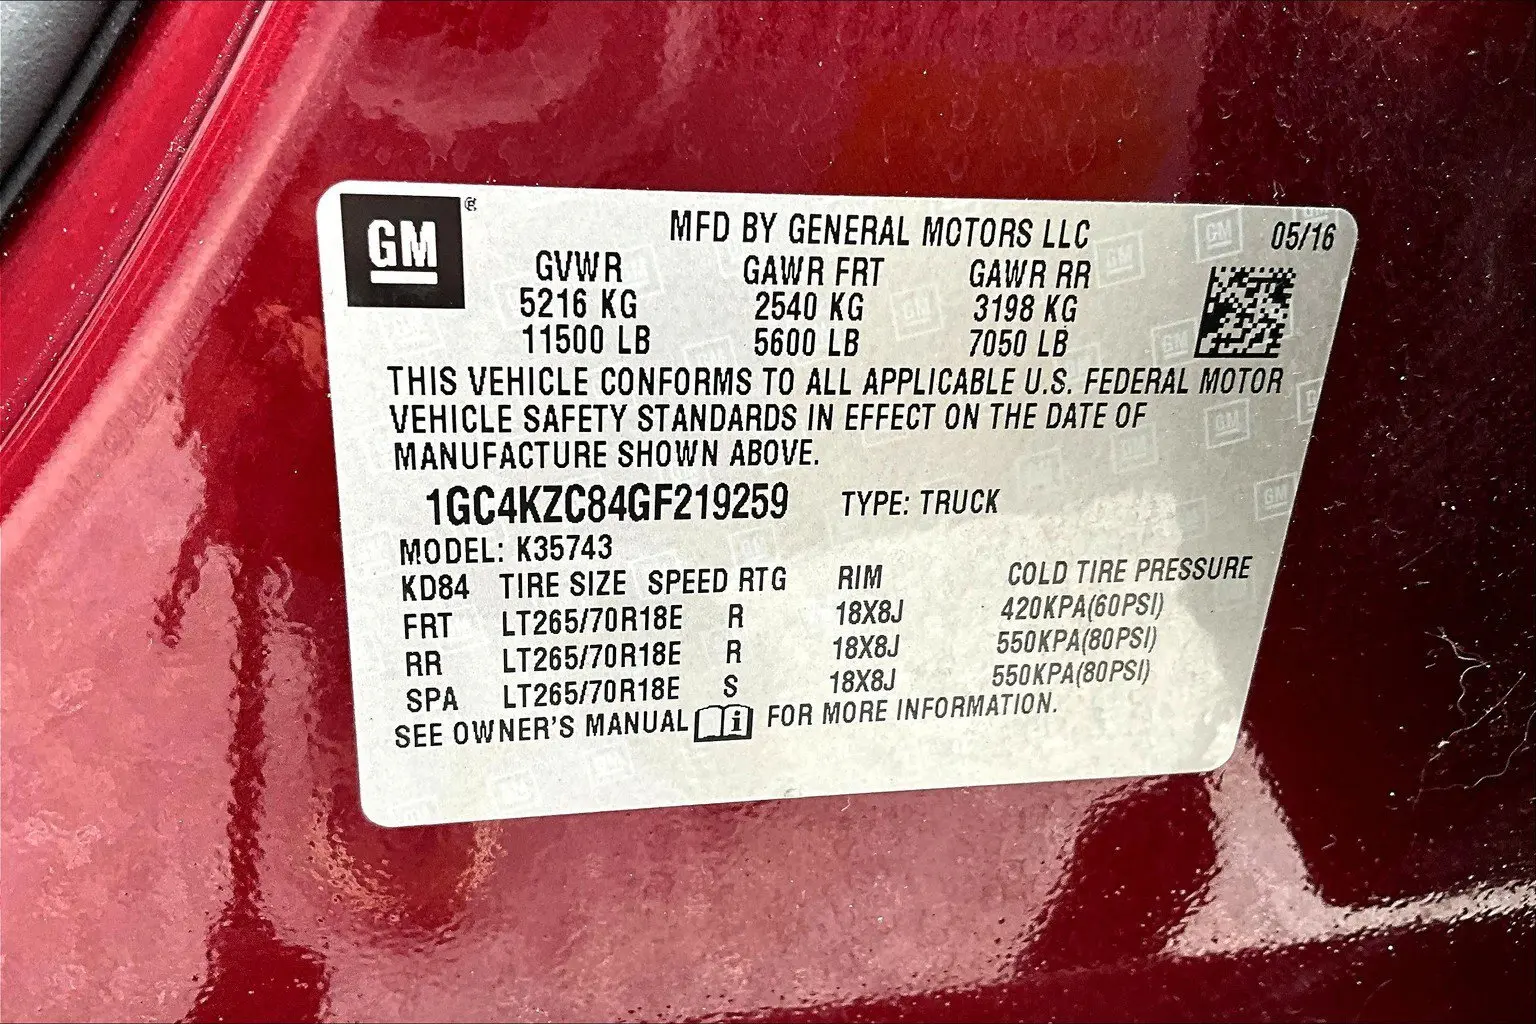 GM ®
MFD BY GENERAL MOTORS LLC 05/16
GVWR GAWR FRT GAWR RR
5216 KG 2540 KG 3198 KG
11500 LB 5600 LB 7050 LB
THIS VEHICLE CONFORMS TO ALL APPLICABLE U.S. FEDERAL MOTOR
VEHICLE SAFETY STANDARDS IN EFFECT ON THE DATE OF
MANUFACTURE SHOWN ABOVE.
1GC4KZC84GF219259 TYPE: TRUCK
MODEL: K35743
KD84 TIRE SIZE SPEED RTG RIM COLD TIRE PRESSURE
FRT LT265/70R18E R 18X8J 420KPA(60PSI)
RR LT265/70R18E R 18X8J 550KPA(80PSI)
SPA LT265/70R18E S 18X8J 550KPA(80PSI)
SEE OWNER'S MANUAL i FOR MORE INFORMATION.